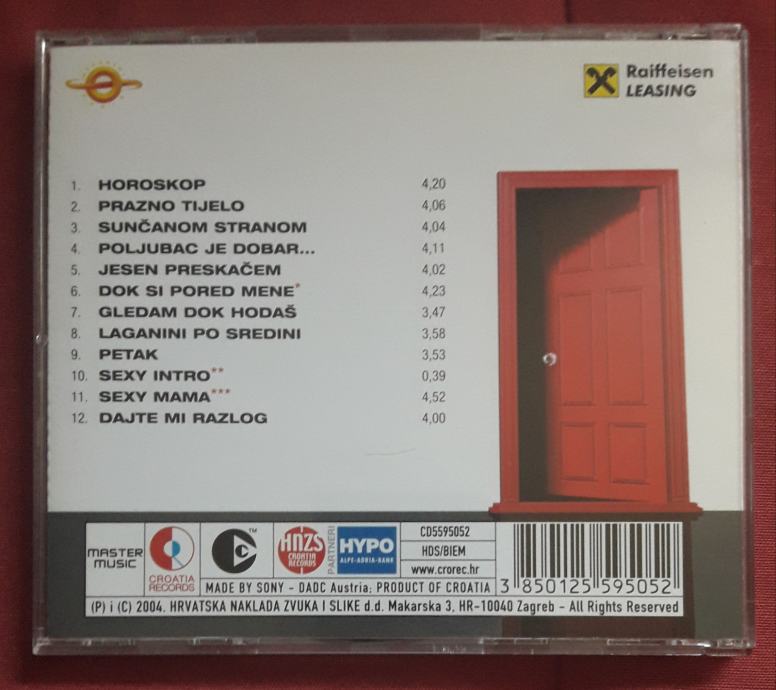 Raiffeisen
LEASING
1. HOROSKOP 4,20
2. PRAZNO TIJELO 4,06
3. SUNČANOM STRANOM 4,04
4. POLJUBAC JE DOBAR... 4,11
5. JESEN PRESKAČEM 4,02
6. DOK SI PORED MENE* 4,23
7. GLEDAM DOK HODAŠ 3,47
8. LAGANINI PO SREDINI 3,58
9. PETAK 3,53
10. SEXY INTRO** 0,39
11. SEXY MAMA*** 4,52
12. DAJTE MI RAZLOG 4,00
MASTER
MUSIC
CROATIA
RECORDS
TM
HNZS
CROATIA
RECORDS
PARTNERI
HYPO
ALPE-ADRIA-BANK
CD5595052
HDS/BIEM
www.crorec.hr
MADE BY SONY - DADC Austria; PRODUCT OF CROATIA
3 850125 595052
(P) i (C) 2004. HRVATSKA NAKLADA ZVUKA I SLIKE d.d. Makarska 3, HR-10040 Zagreb - All Rights Reserved